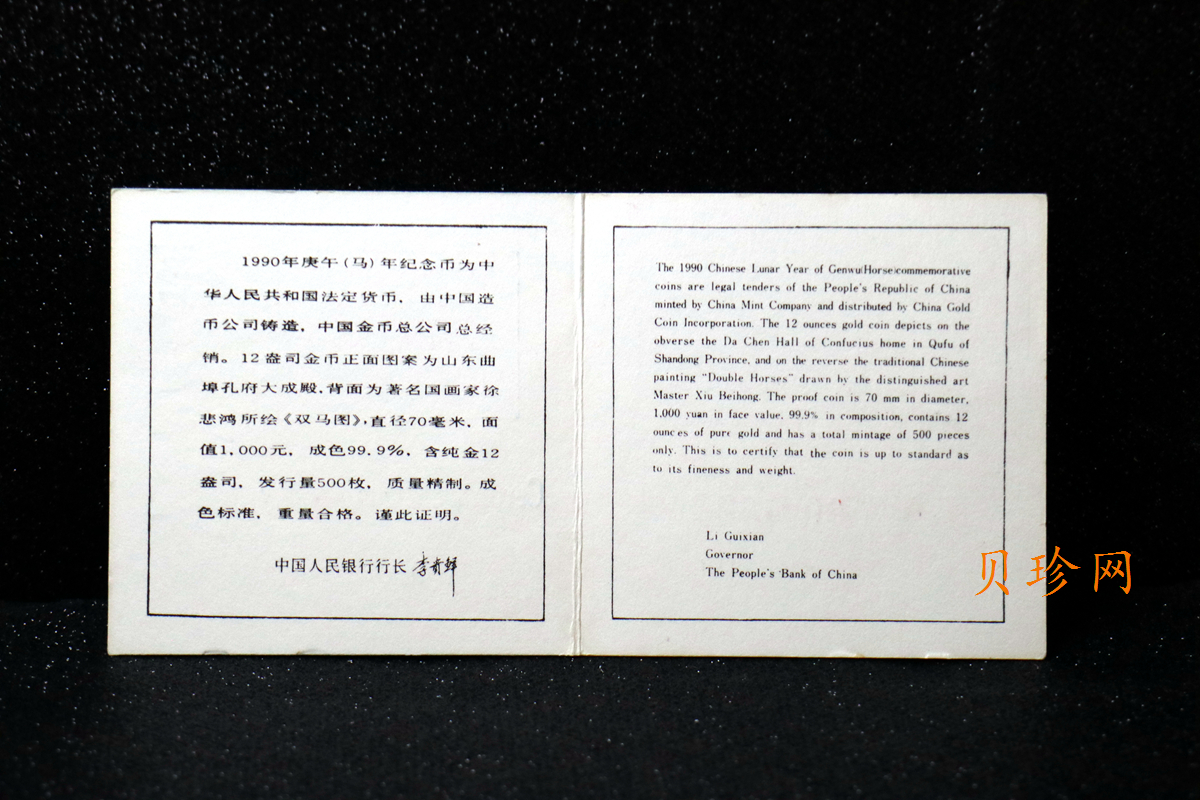 1990年庚午(马)年纪念币为中
华人民共和国法定货币，由中国造
币公司铸造，中国金币总公司总经
销。12盎司金币正面图案为山东曲
埠孔府大成殿，背面为著名国画家徐
悲鸿所绘《双马图》，直径70毫米，面
值1,000元，成色99.9%，含纯金12
盎司，发行量500枚，质量精制。成
色标准，重量合格。谨此证明。
中国人民银行行长 李贵鲜
The 1990 Chinese Lunar Year of Genwu(Horse)commemorative
coins are legal tenders of the People's Republic of China
minted by China Mint Company and distributed by China Gold
Coin Incorporation. The 12 ounces gold coin depicts on the
obverse the Da Chen Hall of Confucius home in Qufu of
Shandong Province, and on the reverse the traditional Chinese
painting "Double Horses" drawn by the distinguished art
Master Xiu Beihong. The proof coin is 70 mm in diameter,
1,000 yuan in face value, 99.9% in composition, contains 12
ounces of pure gold and has a total mintage of 500 pieces
only. This is to certify that the coin is up to standard as
to its fineness and weight.
Li Guixian
Governor
The People's Bank of China
贝珍网